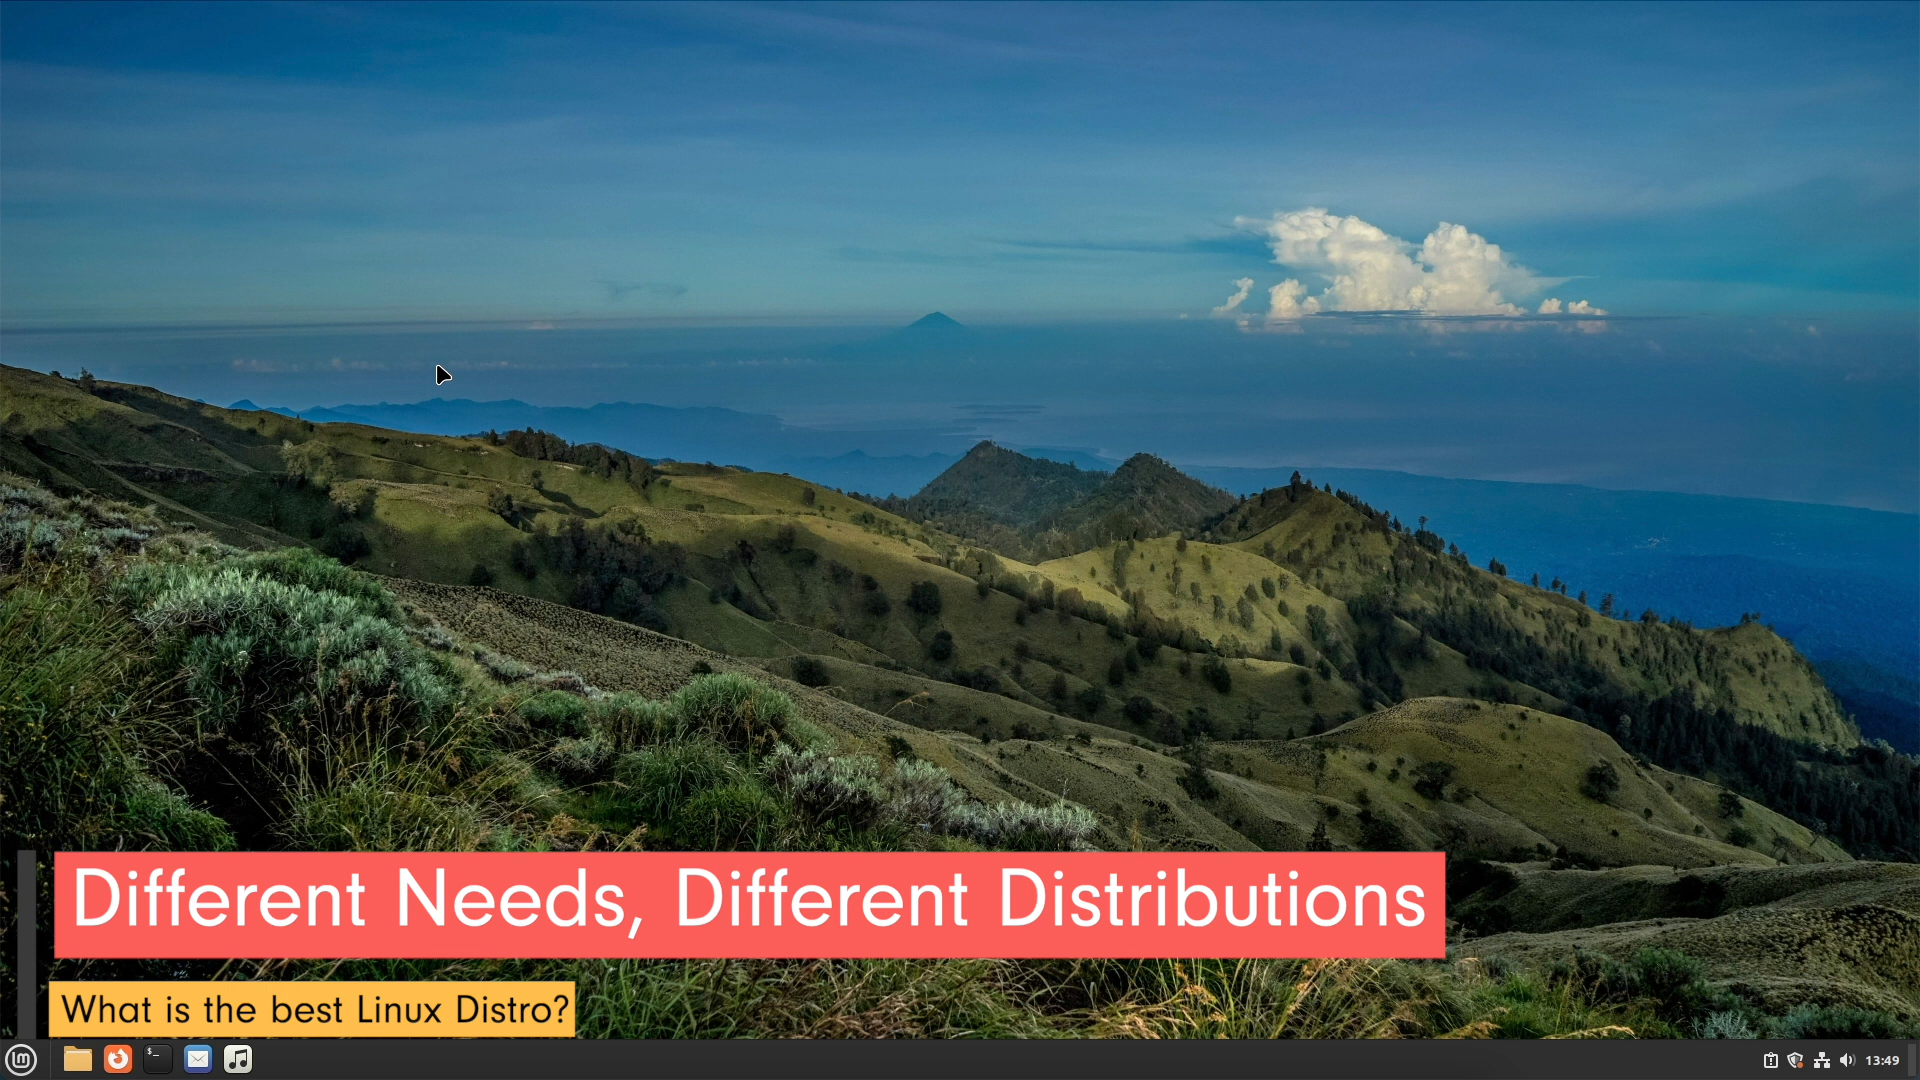 Different Needs, Different Distributions
What is the best Linux Distro?
$_
13:49